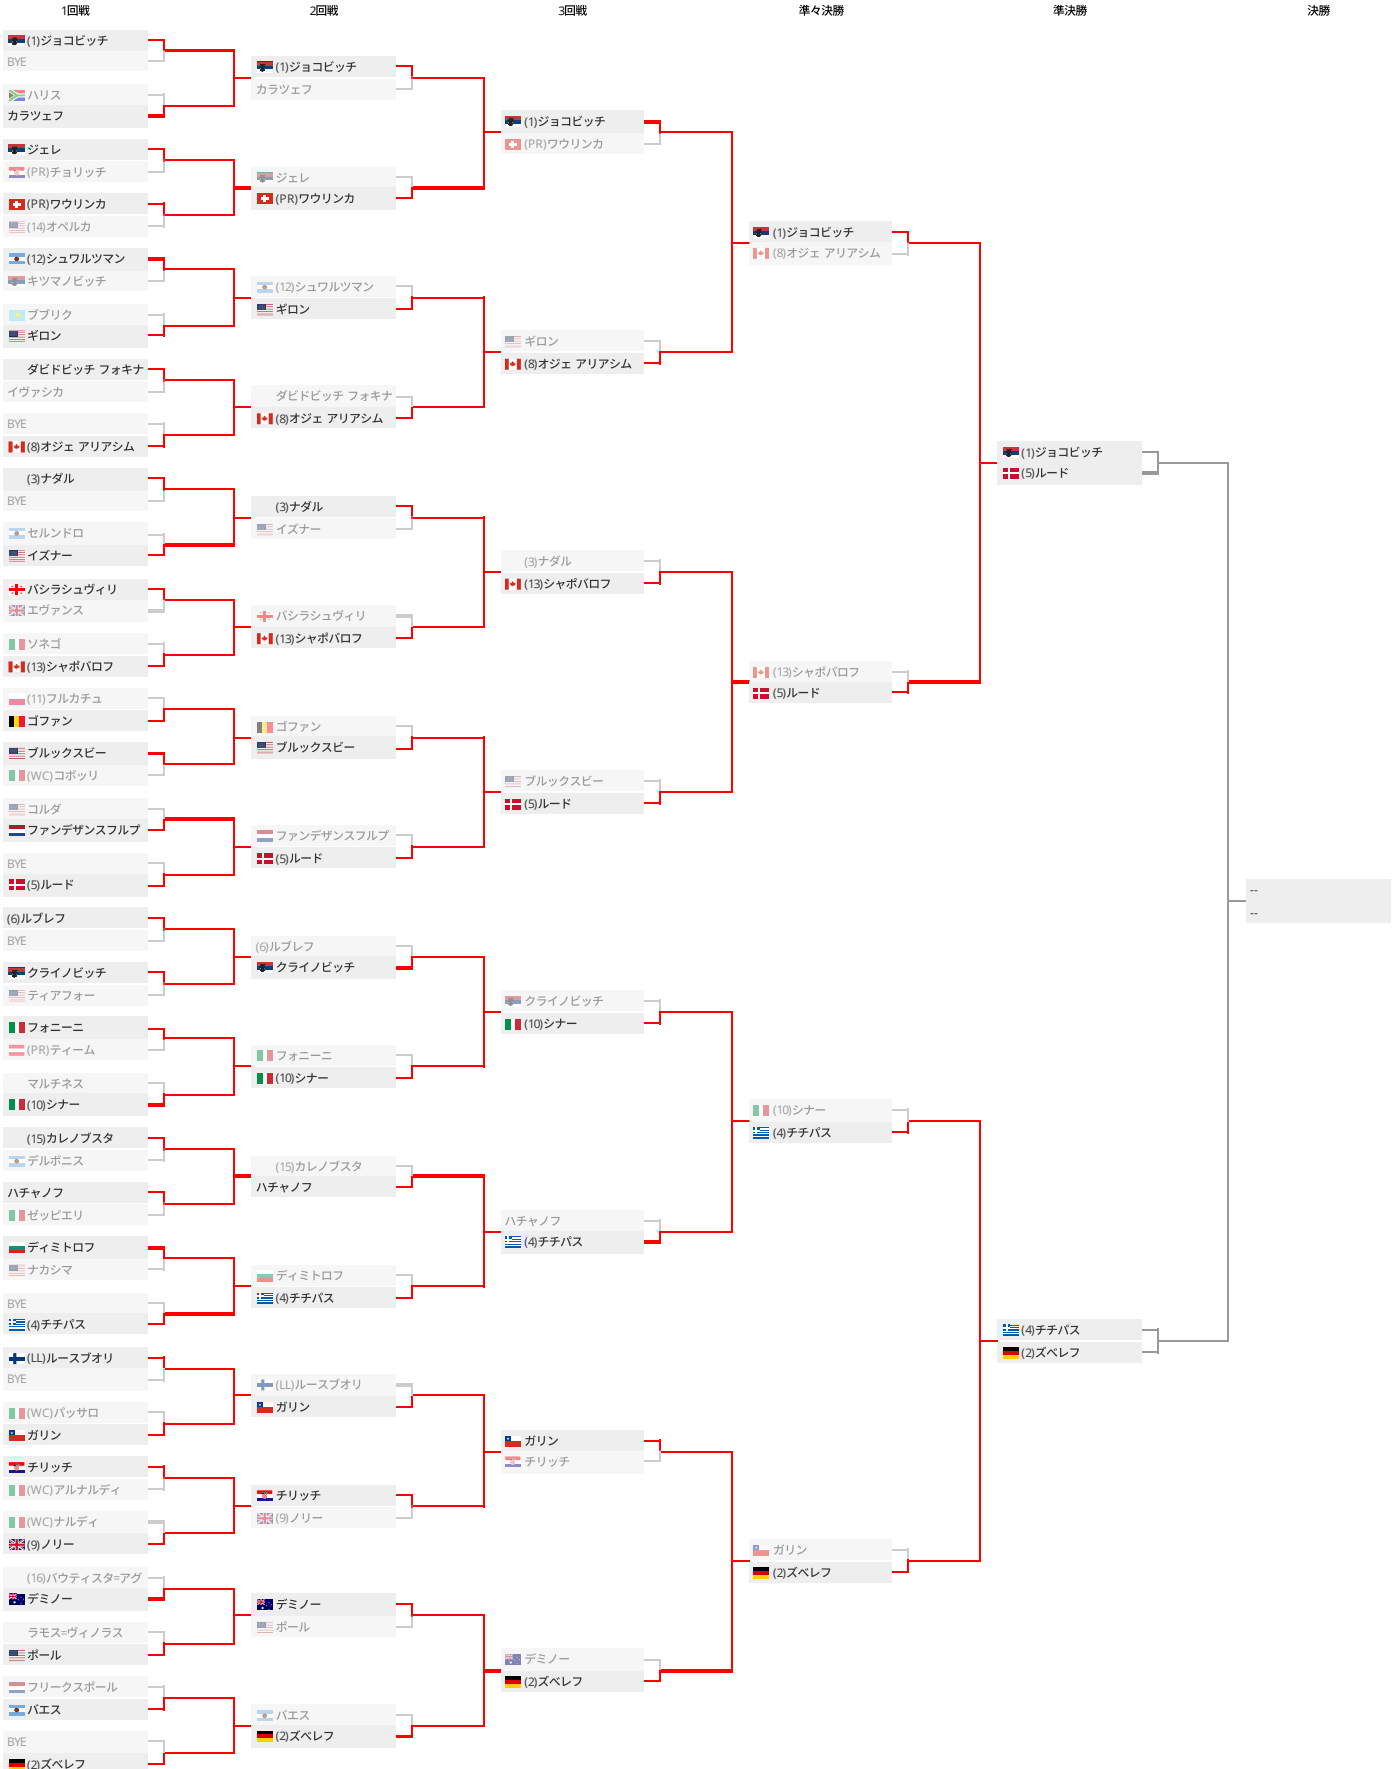 1回戦
2回戦
3回戦
準々決勝
準決勝
決勝
(1)ジョコビッチ
BYE
ハリス
カラツェフ
ジェレ
(PR)チョリッチ
(PR)ワウリンカ
(14)オペルカ
(12)シュワルツマン
キツマノビッチ
ブブリク
ギロン
ダビドビッチ フォキナ
イヴァシカ
BYE
(8)オジェ アリアシム
(3)ナダル
BYE
セルンドロ
イズナー
バシラシュヴィリ
エヴァンス
ソネゴ
(13)シャポバロフ
(11)フルカチュ
ゴファン
ブルックスビー
(WC)コボッリ
コルダ
ファンデザンスフルプ
BYE
(5)ルード
(6)ルブレフ
BYE
クライノビッチ
ティアフォー
フォニーニ
(PR)ティーム
マルチネス
(10)シナー
(15)カレノブスタ
デルボニス
ハチャノフ
ゼッピエリ
ディミトロフ
ナカシマ
BYE
(4)チチパス
(LL)ルースブオリ
BYE
(WC)パッサロ
ガリン
チリッチ
(WC)アルナルディ
(WC)ナルディ
(9)ノリー
(16)バウティスタ=アグ
デミノー
ラモス=ヴィノラス
ポール
フリークスポール
バエス
BYE
(2)ズベレフ
(1)ジョコビッチ
カラツェフ
ジェレ
(PR)ワウリンカ
(12)シュワルツマン
ギロン
ダビドビッチ フォキナ
(8)オジェ アリアシム
(3)ナダル
イズナー
バシラシュヴィリ
(13)シャポバロフ
ゴファン
ブルックスビー
ファンデザンスフルプ
(5)ルード
(6)ルブレフ
クライノビッチ
フォニーニ
(10)シナー
(15)カレノブスタ
ハチャノフ
ディミトロフ
(4)チチパス
(LL)ルースブオリ
ガリン
チリッチ
(9)ノリー
デミノー
ポール
バエス
(2)ズベレフ
(1)ジョコビッチ
(PR)ワウリンカ
ギロン
(8)オジェ アリアシム
(3)ナダル
(13)シャポバロフ
ブルックスビー
(5)ルード
クライノビッチ
(10)シナー
ハチャノフ
(4)チチパス
ガリン
チリッチ
デミノー
(2)ズベレフ
(1)ジョコビッチ
(8)オジェ アリアシム
(13)シャポバロフ
(5)ルード
(10)シナー
(4)チチパス
ガリン
(2)ズベレフ
(1)ジョコビッチ
(5)ルード
(4)チチパス
(2)ズベレフ
--
--